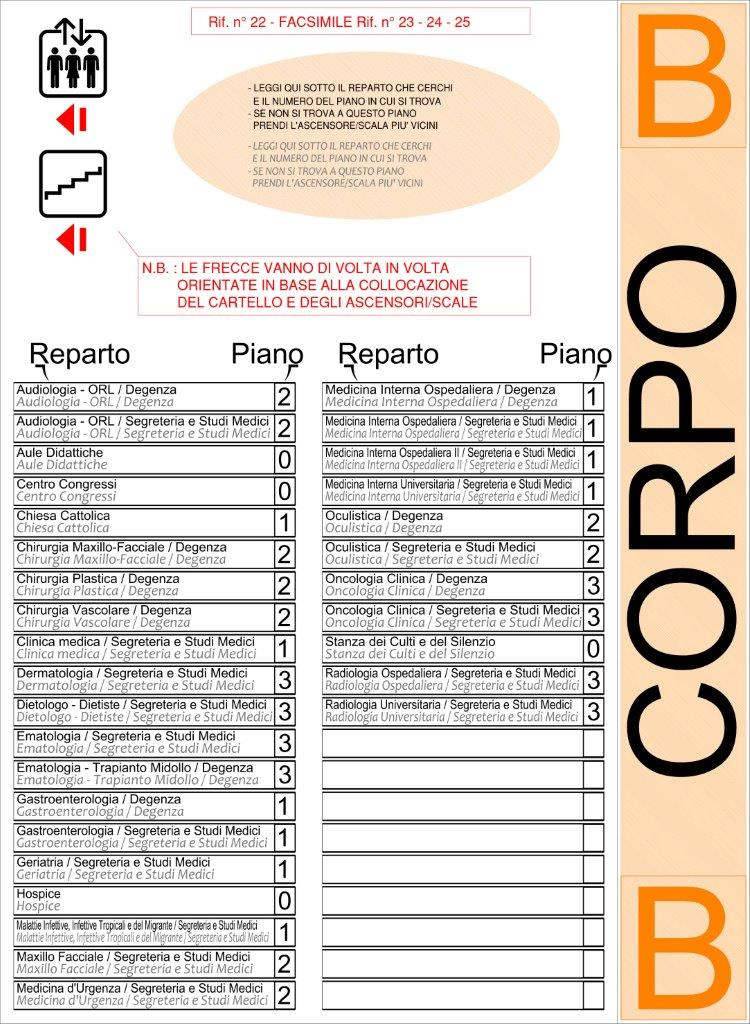 Rif. n° 22 - FACSIMILE Rif. n° 23 - 24 - 25
- LEGGI QUI SOTTO IL REPARTO CHE CERCHI
E IL NUMERO DEL PIANO IN CUI SI TROVA
- SE NON SI TROVA A QUESTO PIANO
PRENDI L'ASCENSORE/SCALA PIU' VICINI
- LEGGI QUI SOTTO IL REPARTO CHE CERCHI
E IL NUMERO DEL PIANO IN CUI SI TROVA
- SE NON SI TROVA A QUESTO PIANO
PRENDI L'ASCENSORE/SCALA PIU' VICINI
N.B. : LE FRECCE VANNO DI VOLTA IN VOLTA
ORIENTATE IN BASE ALLA COLLOCAZIONE
DEL CARTELLO E DEGLI ASCENSORI/SCALE
Reparto Piano
Audiologia - ORL / Degenza 2
Audiologia - ORL / Degenza
Audiologia - ORL / Segreteria e Studi Medici 2
Audiologia - ORL / Segreteria e Studi Medici
Aule Didattiche 0
Aule Didattiche
Centro Congressi 0
Centro Congressi
Chiesa Cattolica 1
Chiesa Cattolica
Chirurgia Maxillo-Facciale / Degenza 2
Chirurgia Maxillo-Facciale / Degenza
Chirurgia Plastica / Degenza 2
Chirurgia Plastica / Degenza
Chirurgia Vascolare / Degenza 2
Chirurgia Vascolare / Degenza
Clinica medica / Segreteria e Studi Medici 1
Clinica medica / Segreteria e Studi Medici
Dermatologia / Segreteria e Studi Medici 3
Dermatologia / Segreteria e Studi Medici
Dietologo - Dietiste / Segreteria e Studi Medici 3
Dietologo - Dietiste / Segreteria e Studi Medici
Ematologia / Segreteria e Studi Medici 3
Ematologia / Segreteria e Studi Medici
Ematologia - Trapianto Midollo / Degenza 3
Ematologia - Trapianto Midollo / Degenza
Gastroenterologia / Degenza 1
Gastroenterologia / Degenza
Gastroenterologia / Segreteria e Studi Medici 1
Gastroenterologia / Segreteria e Studi Medici
Geriatria / Segreteria e Studi Medici 1
Geriatria / Segreteria e Studi Medici
Hospice 0
Hospice
Malattie Infettive, Infettive Tropicali e del Migrante / Segreteria e Studi Medici 1
Malattie Infettive, Infettive Tropicali e del Migrante / Segreteria e Studi Medici
Maxillo Facciale / Segreteria e Studi Medici 2
Maxillo Facciale / Segreteria e Studi Medici
Medicina d'Urgenza / Segreteria e Studi Medici 2
Medicina d'Urgenza / Segreteria e Studi Medici
Reparto Piano
Medicina Interna Ospedaliera / Degenza 1
Medicina Interna Ospedaliera / Degenza
Medicina Interna Ospedaliera / Segreteria e Studi Medici 1
Medicina Interna Ospedaliera / Segreteria e Studi Medici
Medicina Interna Ospedaliera II / Segreteria e Studi Medici 1
Medicina Interna Ospedaliera II / Segreteria e Studi Medici
Medicina Interna Universitaria / Segreteria e Studi Medici 1
Medicina Interna Universitaria / Segreteria e Studi Medici
Oculistica / Degenza 2
Oculistica / Degenza
Oculistica / Segreteria e Studi Medici 2
Oculistica / Segreteria e Studi Medici
Oncologia Clinica / Degenza 3
Oncologia Clinica / Degenza
Oncologia Clinica / Segreteria e Studi Medici 3
Oncologia Clinica / Segreteria e Studi Medici
Stanza dei Culti e del Silenzio 0
Stanza dei Culti e del Silenzio
Radiologia Ospedaliera / Segreteria e Studi Medici 3
Radiologia Ospedaliera / Segreteria e Studi Medici
Radiologia Universitaria / Segreteria e Studi Medici 3
Radiologia Universitaria / Segreteria e Studi Medici
B
CORPO
B